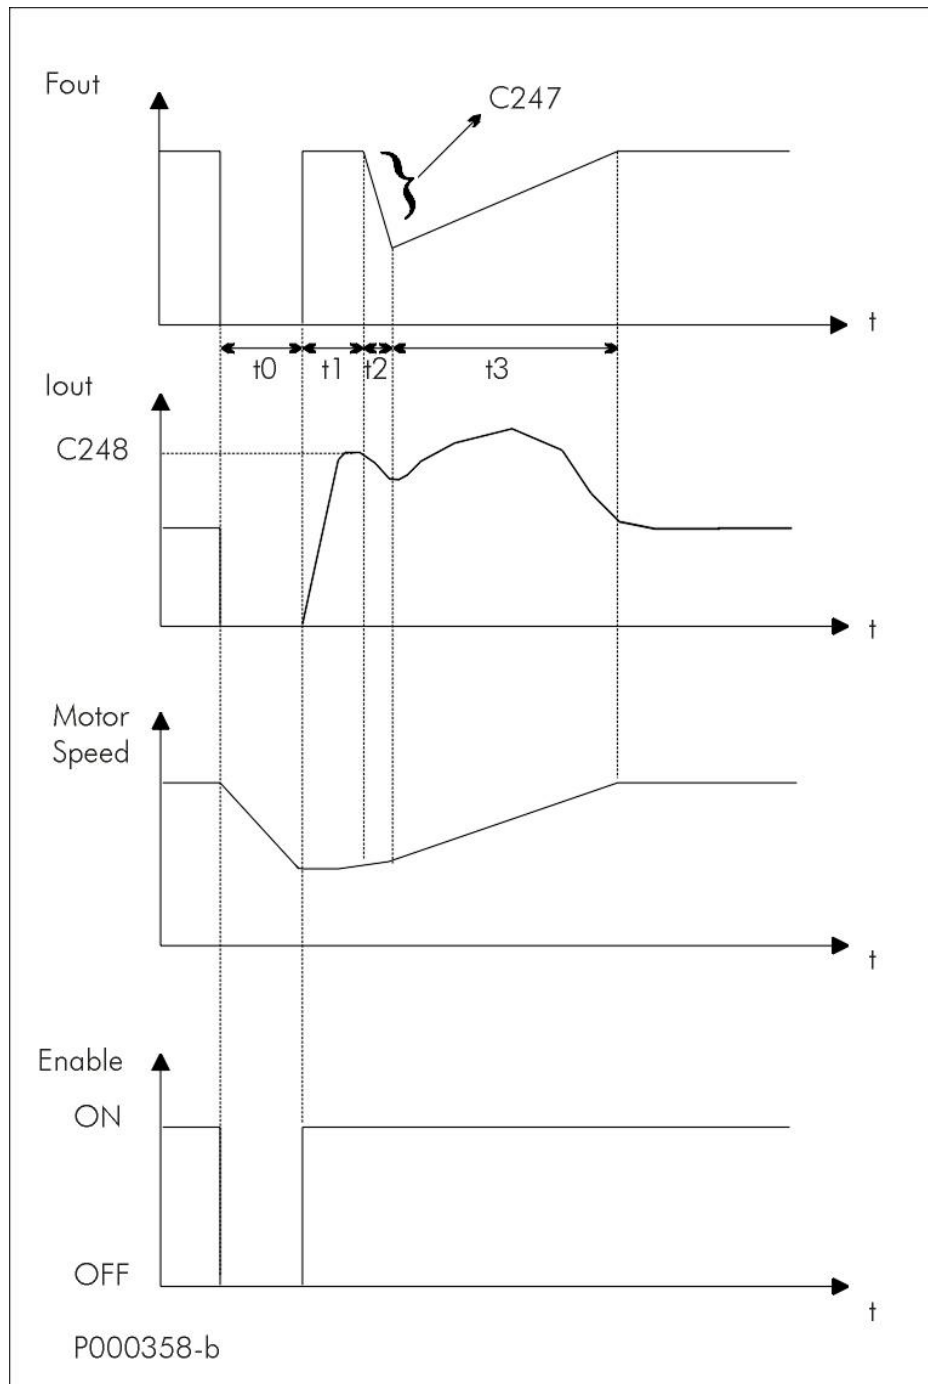 Fout
C247
t
t0
t1
t2
t3
Iout
C248
t
Motor
Speed
t
Enable
ON
OFF
t
P000358-b